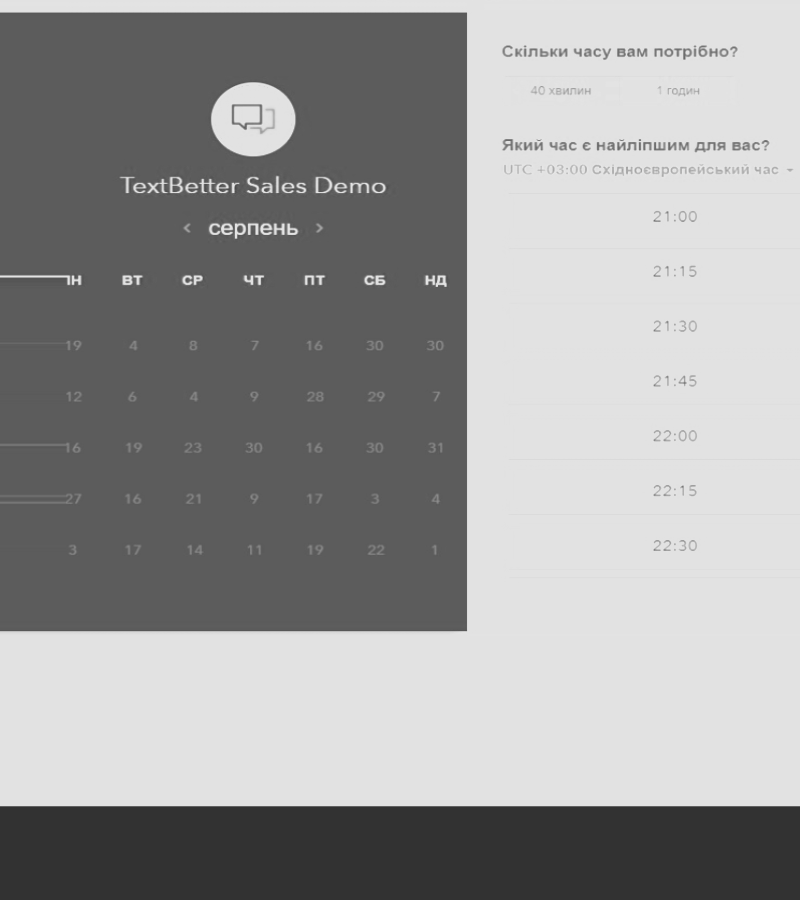 TextBetter Sales Demo
серпень
ВТ СР ЧТ ПТ СБ НД
19 4 8 7 16 30 30
12 6 4 9 28 29 7
16 19 23 30 16 30 31
27 16 21 9 17 3 4
3 17 14 11 19 22 1
Скільки часу вам потрібно?
40 хвилин 1 годин
Який час є найліпшим для вас?
UTC +03:00 Східноєвропейський час
21:00
21:15
21:30
21:45
22:00
22:15
22:30